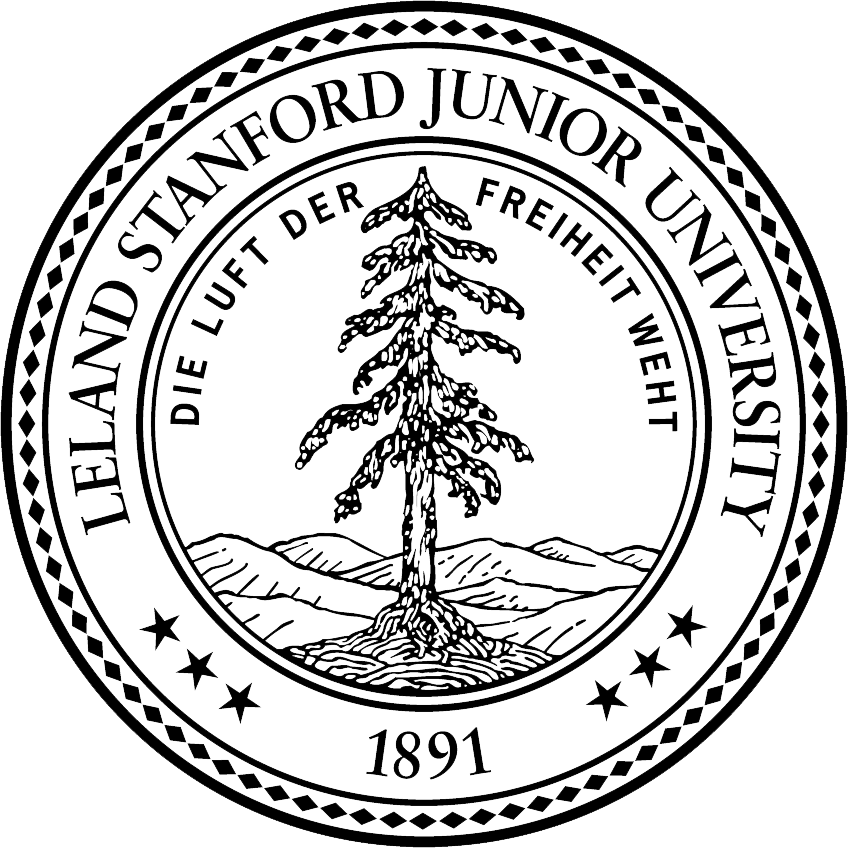 LELAND STANFORD JUNIOR UNIVERSITY
DIE LUFT DER FREIHEIT WEHT
1891